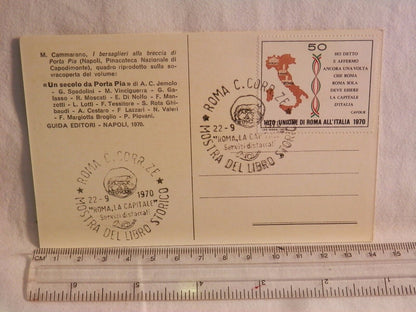 M. Cammarano, I bersaglieri alla breccia di
Porta Pia (Napoli, Pinacoteca Nazionale di
Capodimonte), quadro riprodotto sulla so-
vracoperta del volume:
«Un secolo da Porta Pia» di A. C. Jemolo
G. Spadolini - M. Vinciguerra - G. Ga-
lasso - R. Moscati - E. Di Nolfo - F. Man-
zotti - L. Lotti - F. Tessitora - S. Rota Ghi-
baudi - A. Cestaro - F. Lazzari - N. Valeri
F. Margiotta Broglio - P. Piovani.
GUIDA EDITORI - NAPOLI, 1970.
50
HO DETTO
E AFFERMO
ANCORA UNA VOLTA
CHE ROMA
ROMA SOLA
DEVE ESSERE
LA CAPITALE
D'ITALIA
CAVOUR
1870 UNIONE DI ROMA ALL'ITALIA 1970
ROMA C. CORR. ZE
22-9
"ROMA, LA CAP
Servizi distaccati
MOSTRA DEL LIBRO STORICO
ROMA C. CORR. ZE
22-9 1970
"ROMA, LA CAPITALE"
Servizi distaccati
MOSTRA DEL LIBRO STORICO